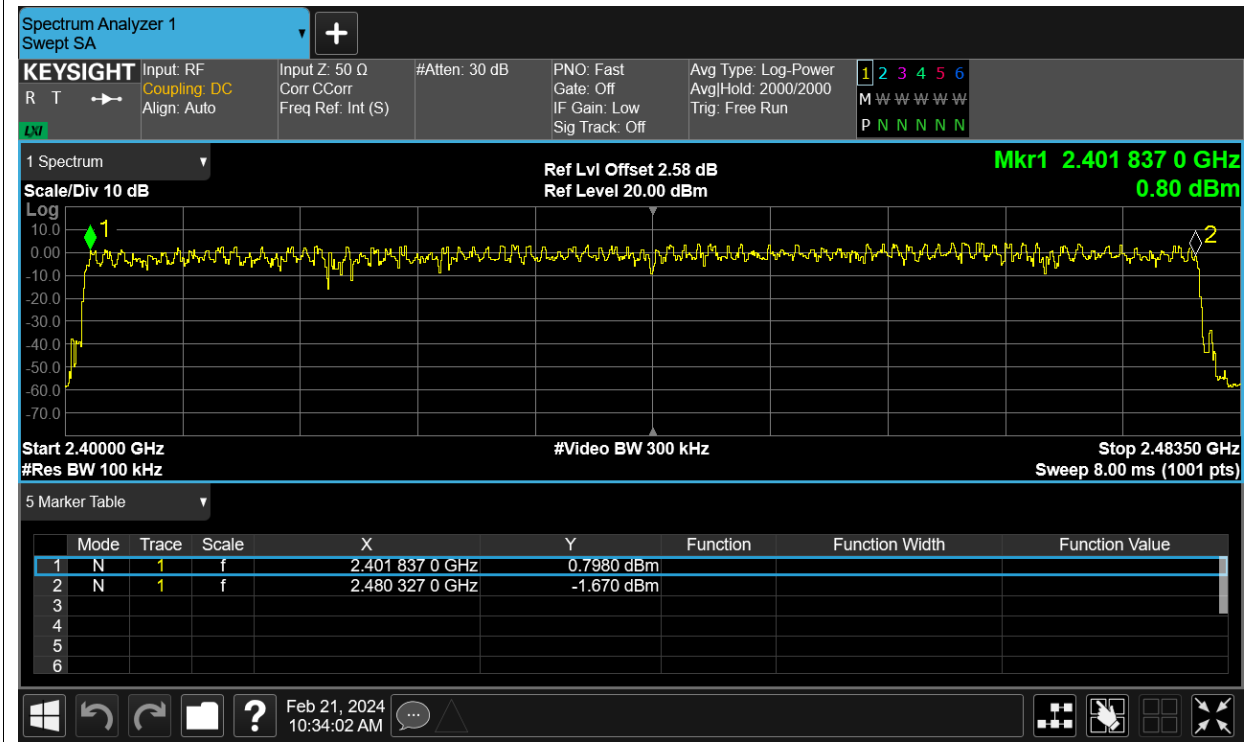 Spectrum Analyzer 1
Swept SA
KEYSIGHT
R T
LXI
Input: RF
Coupling: DC
Align: Auto
Input Z: 50 Ω
Corr CCorr
Freq Ref: Int (S)
#Atten: 30 dB
PNO: Fast
Gate: Off
IF Gain: Low
Sig Track: Off
Avg Type: Log-Power
Avg|Hold: 2000/2000
Trig: Free Run
1 2 3 4 5 6
M W W W W W
P N N N N N
1 Spectrum
Scale/Div 10 dB
Ref Lvl Offset 2.58 dB
Ref Level 20.00 dBm
Mkr1 2.401 837 0 GHz
0.80 dBm
Log
10.0
0.00
-10.0
-20.0
-30.0
-40.0
-50.0
-60.0
-70.0
1
2
Start 2.40000 GHz
#Res BW 100 kHz
#Video BW 300 kHz
Stop 2.48350 GHz
Sweep 8.00 ms (1001 pts)
5 Marker Table
Mode Trace Scale X Y Function Function Width Function Value
1 N 1 f 2.401 837 0 GHz 0.7980 dBm
2 N 1 f 2.480 327 0 GHz -1.670 dBm
3
4
5
6
?
Feb 21, 2024
10:34:02 AM